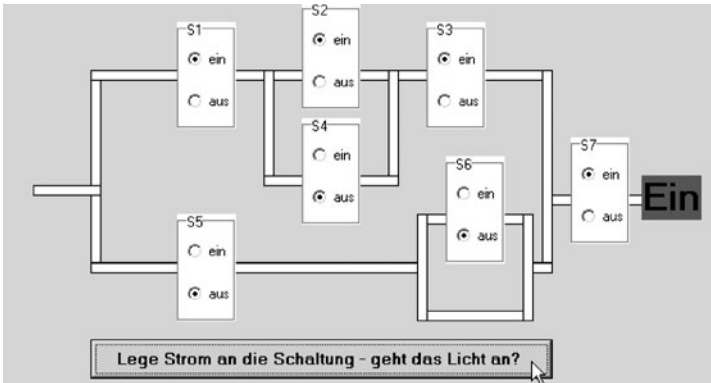 S1
ein
aus
S2
ein
aus
S3
ein
aus
S4
ein
aus
S5
ein
aus
S6
ein
aus
S7
ein
aus
Ein
Lege Strom an die Schaltung - geht das Licht an?